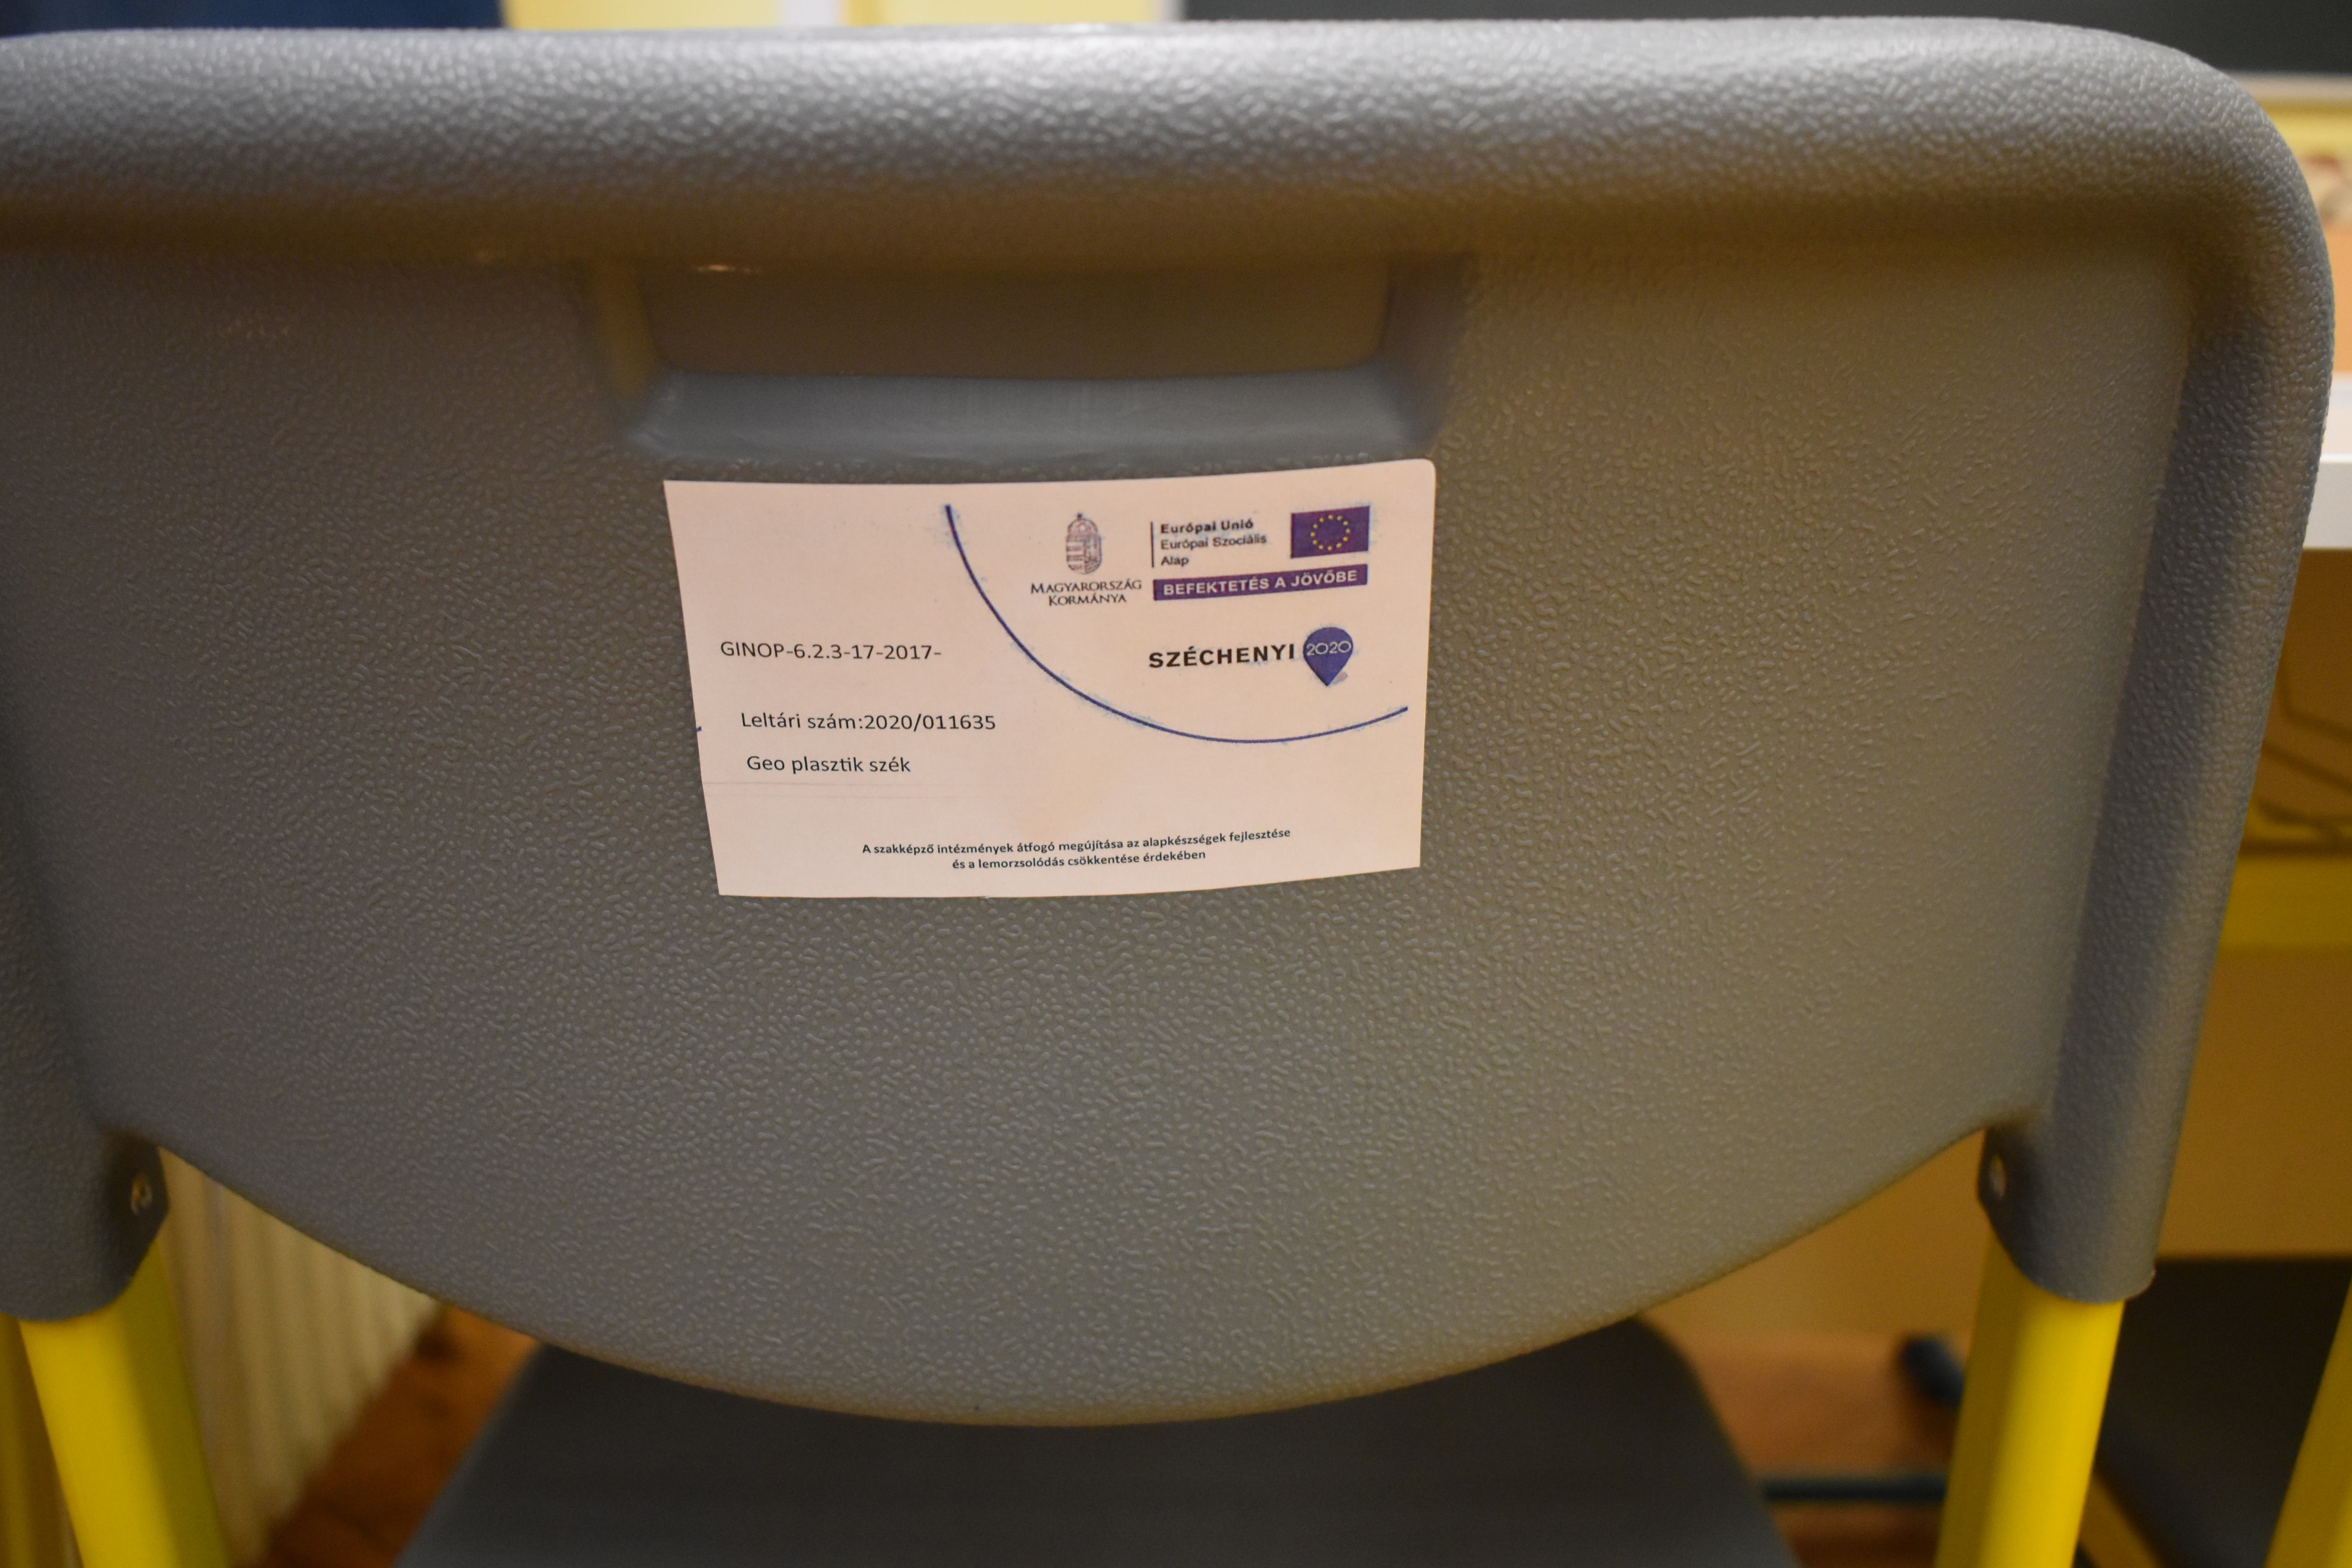 MAGYARORSZÁG
KORMÁNYA
Európai Unió
Európai Szociális
Alap
BEFEKTETÉS A JÖVŐBE
SZÉCHENYI 2020
GINOP-6.2.3-17-2017-
Leltári szám:2020/011635
Geo plasztik szék
A szakképző intézmények átfogó megújítása az alapkészségek fejlesztése
és a lemorzsolódás csökkentése érdekében